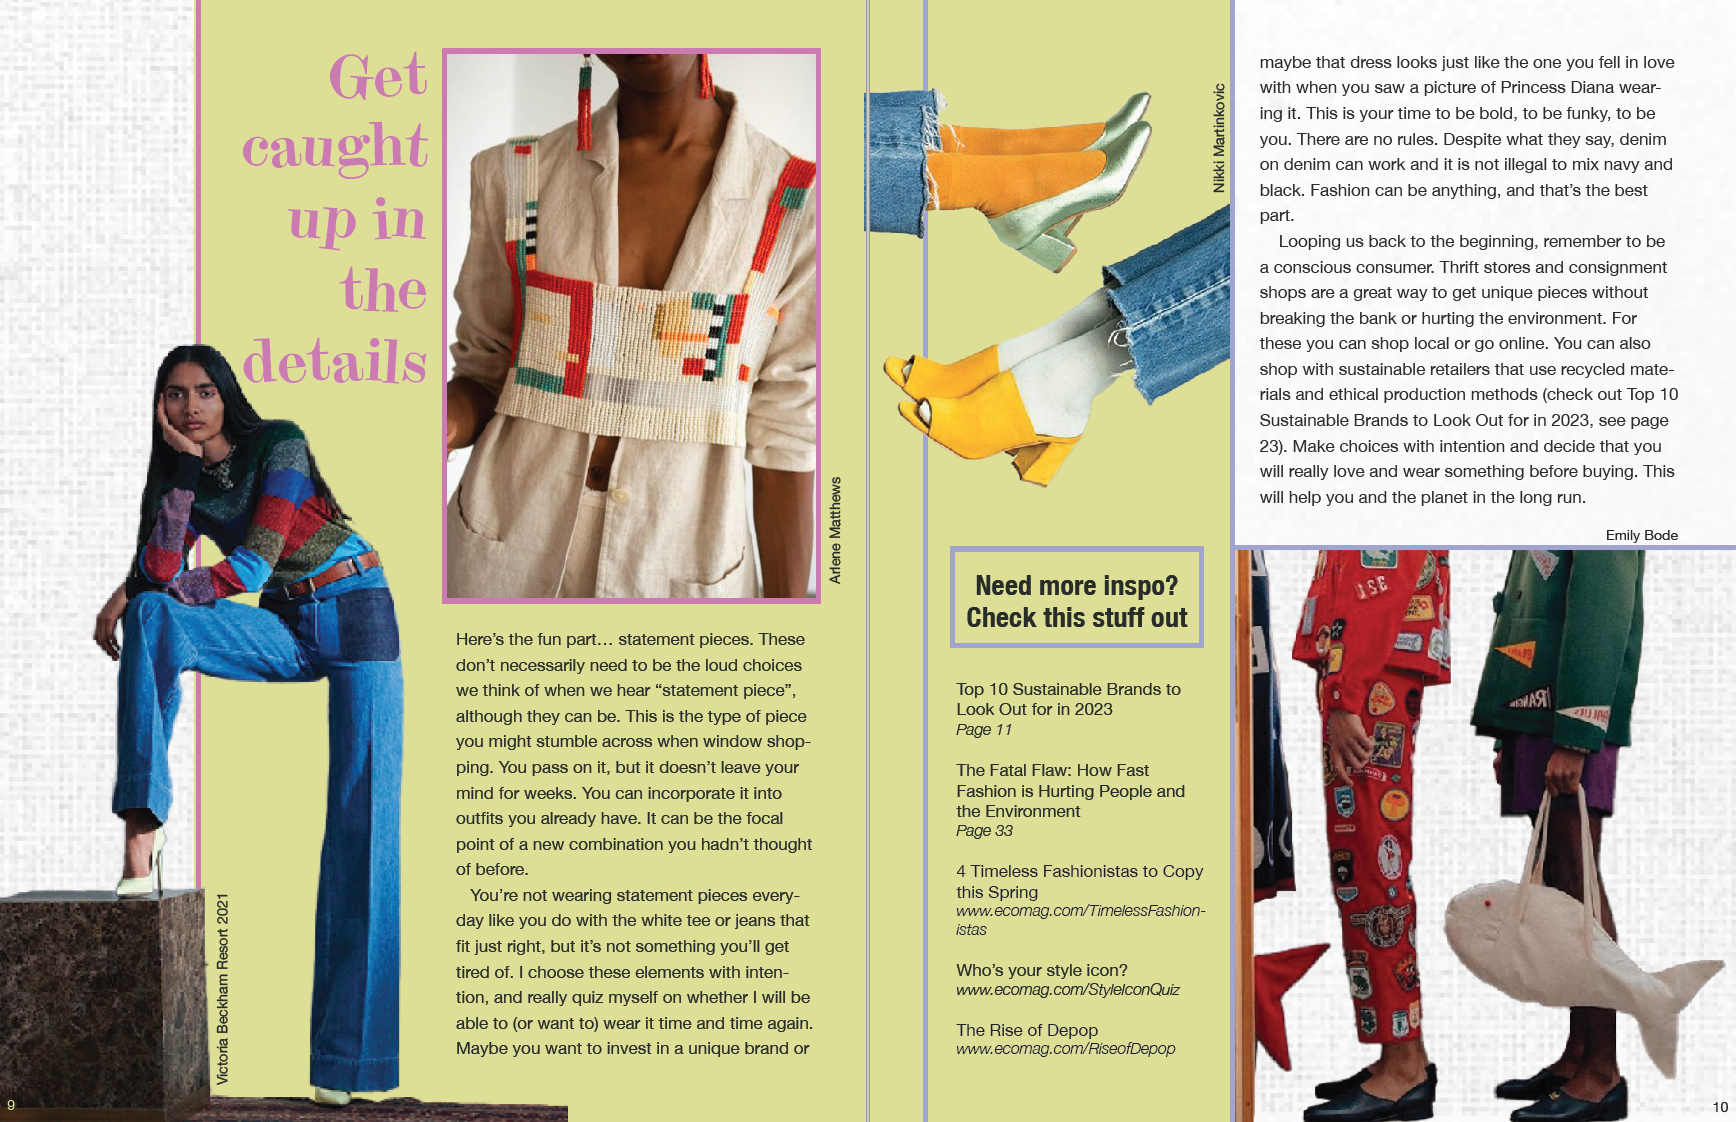 Get
caught
up in
the
details
Arlene Matthews
Victoria Beckham Resort 2021
Here’s the fun part… statement pieces. These
don’t necessarily need to be the loud choices
we think of when we hear “statement piece”,
although they can be. This is the type of piece
you might stumble across when window shop-
ping. You pass on it, but it doesn’t leave your
mind for weeks. You can incorporate it into
outfits you already have. It can be the focal
point of a new combination you hadn’t thought
of before.
You’re not wearing statement pieces every-
day like you do with the white tee or jeans that
fit just right, but it’s not something you’ll get
tired of. I choose these elements with inten-
tion, and really quiz myself on whether I will be
able to (or want to) wear it time and time again.
Maybe you want to invest in a unique brand or
9
Nikki Martinkovic
Need more inspo?
Check this stuff out
Top 10 Sustainable Brands to
Look Out for in 2023
Page 11
The Fatal Flaw: How Fast
Fashion is Hurting People and
the Environment
Page 33
4 Timeless Fashionistas to Copy
this Spring
www.ecomag.com/TimelessFashion-
istas
Who’s your style icon?
www.ecomag.com/StyleIconQuiz
The Rise of Depop
www.ecomag.com/RiseofDepop
maybe that dress looks just like the one you fell in love
with when you saw a picture of Princess Diana wear-
ing it. This is your time to be bold, to be funky, to be
you. There are no rules. Despite what they say, denim
on denim can work and it is not illegal to mix navy and
black. Fashion can be anything, and that’s the best
part.
Looping us back to the beginning, remember to be
a conscious consumer. Thrift stores and consignment
shops are a great way to get unique pieces without
breaking the bank or hurting the environment. For
these you can shop local or go online. You can also
shop with sustainable retailers that use recycled mate-
rials and ethical production methods (check out Top 10
Sustainable Brands to Look Out for in 2023, see page
23). Make choices with intention and decide that you
will really love and wear something before buying. This
will help you and the planet in the long run.
Emily Bode
10